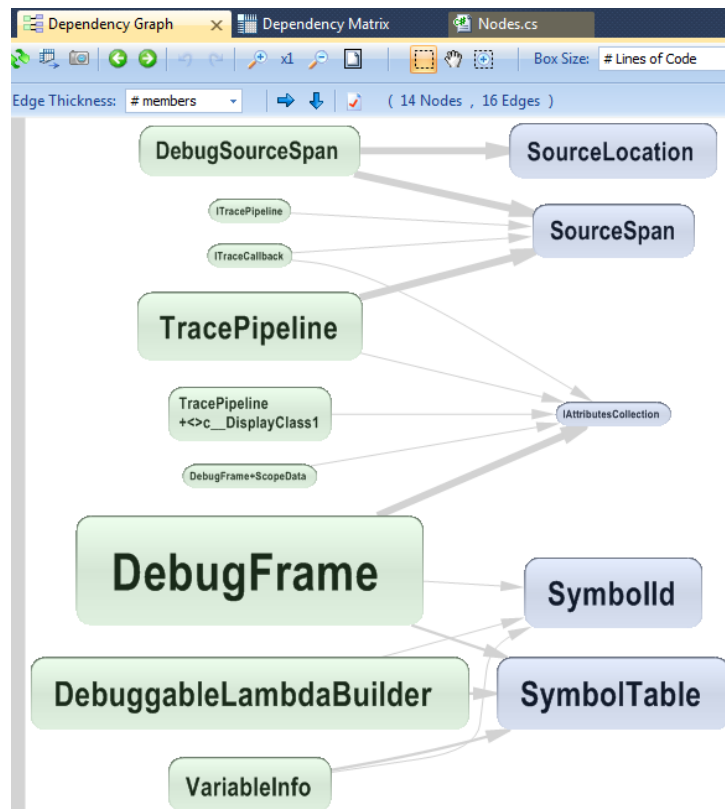 Dependency Graph
Dependency Matrix
Nodes.cs
x1
Box Size: # Lines of Code
Edge Thickness: # members
( 14 Nodes , 16 Edges )
DebugSourceSpan
SourceLocation
ITracePipeline
SourceSpan
ITraceCallback
TracePipeline
TracePipeline
+<>c__DisplayClass1
IAttributesCollection
DebugFrame+ScopeData
DebugFrame
SymbolId
DebuggableLambdaBuilder
SymbolTable
VariableInfo